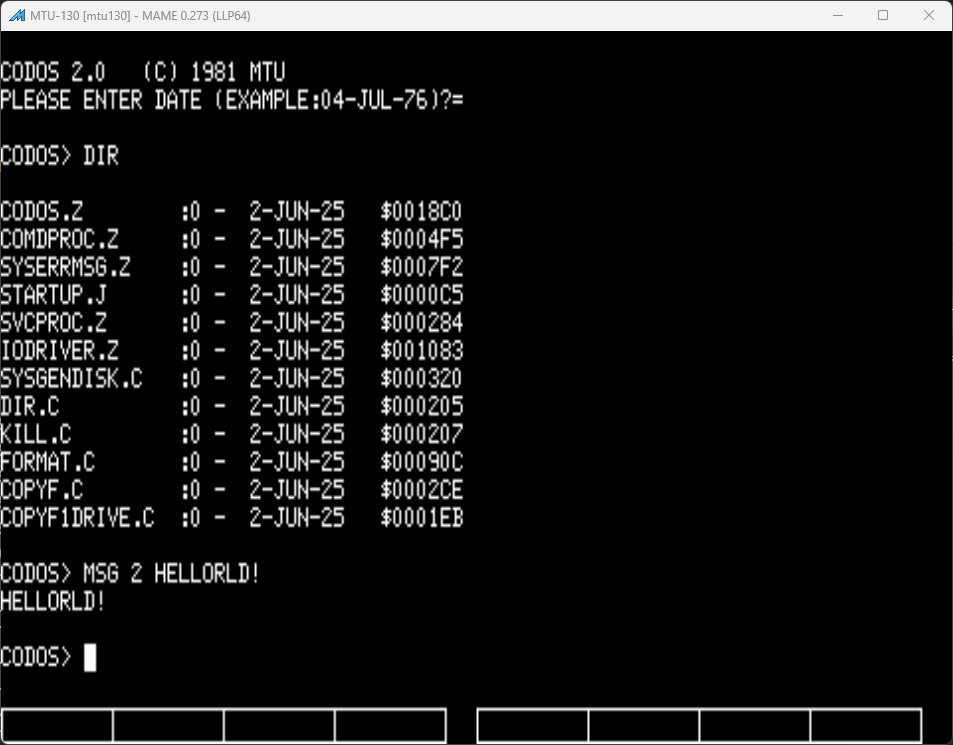 MTU-130 [mtu130] - MAME 0.273 (LLP64)
CODOS 2.0   (C) 1981 MTU
PLEASE ENTER DATE (EXAMPLE:04-JUL-76)?=
CODOS> DIR
CODOS.Z        :0 -  2-JUN-25   $0018C0
COMDPROC.Z     :0 -  2-JUN-25   $0004F5
SYSERRMSG.Z    :0 -  2-JUN-25   $0007F2
STARTUP.J      :0 -  2-JUN-25   $0000C5
SVCPROC.Z      :0 -  2-JUN-25   $000284
IODRIVER.Z     :0 -  2-JUN-25   $001083
SYSGENDISK.C   :0 -  2-JUN-25   $000320
DIR.C          :0 -  2-JUN-25   $000205
KILL.C         :0 -  2-JUN-25   $000207
FORMAT.C       :0 -  2-JUN-25   $00090C
COPYF.C        :0 -  2-JUN-25   $0002CE
COPYF1DRIVE.C  :0 -  2-JUN-25   $0001EB
CODOS> MSG 2 HELLORLD!
HELLORLD!
CODOS>